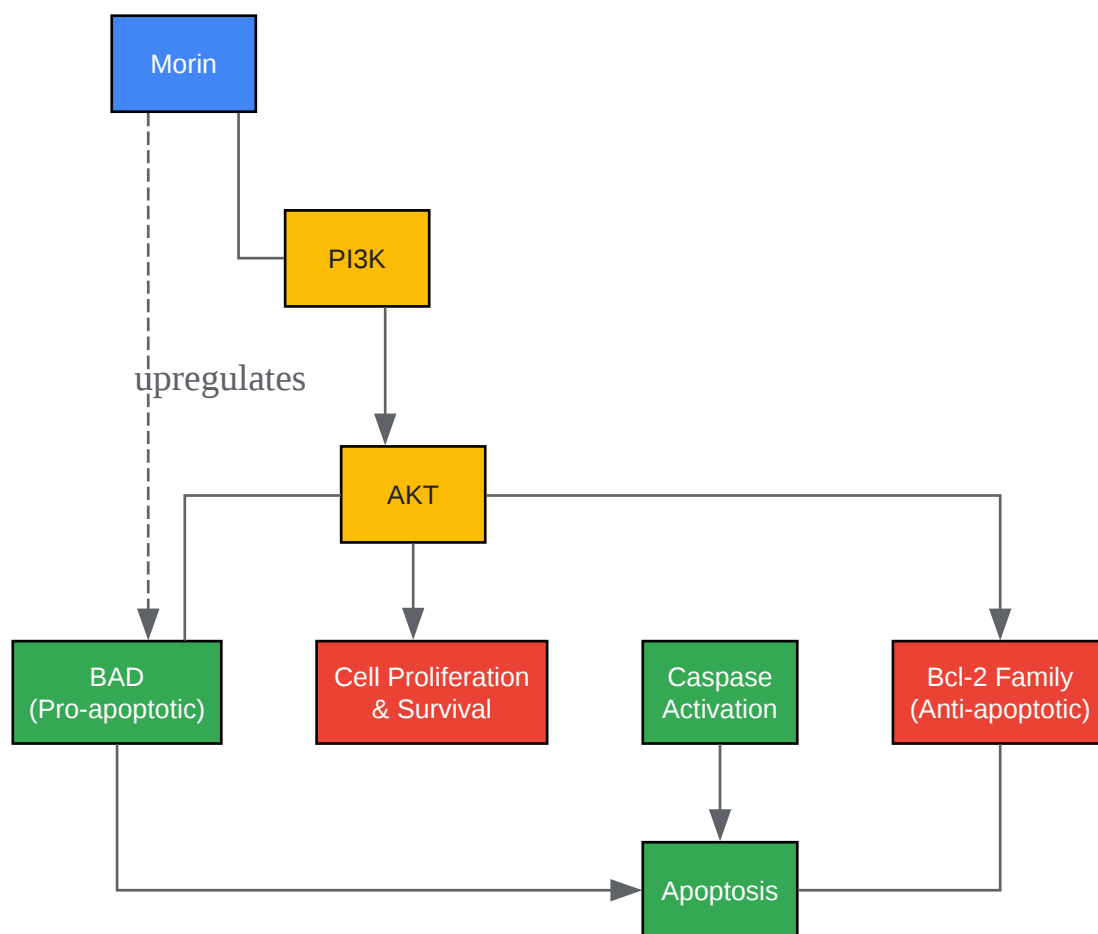 Morin
PI3K
upregulates
AKT
BAD
(Pro-apoptotic)
Cell Proliferation
& Survival
Caspase
Activation
Bcl-2 Family
(Anti-apoptotic)
Apoptosis